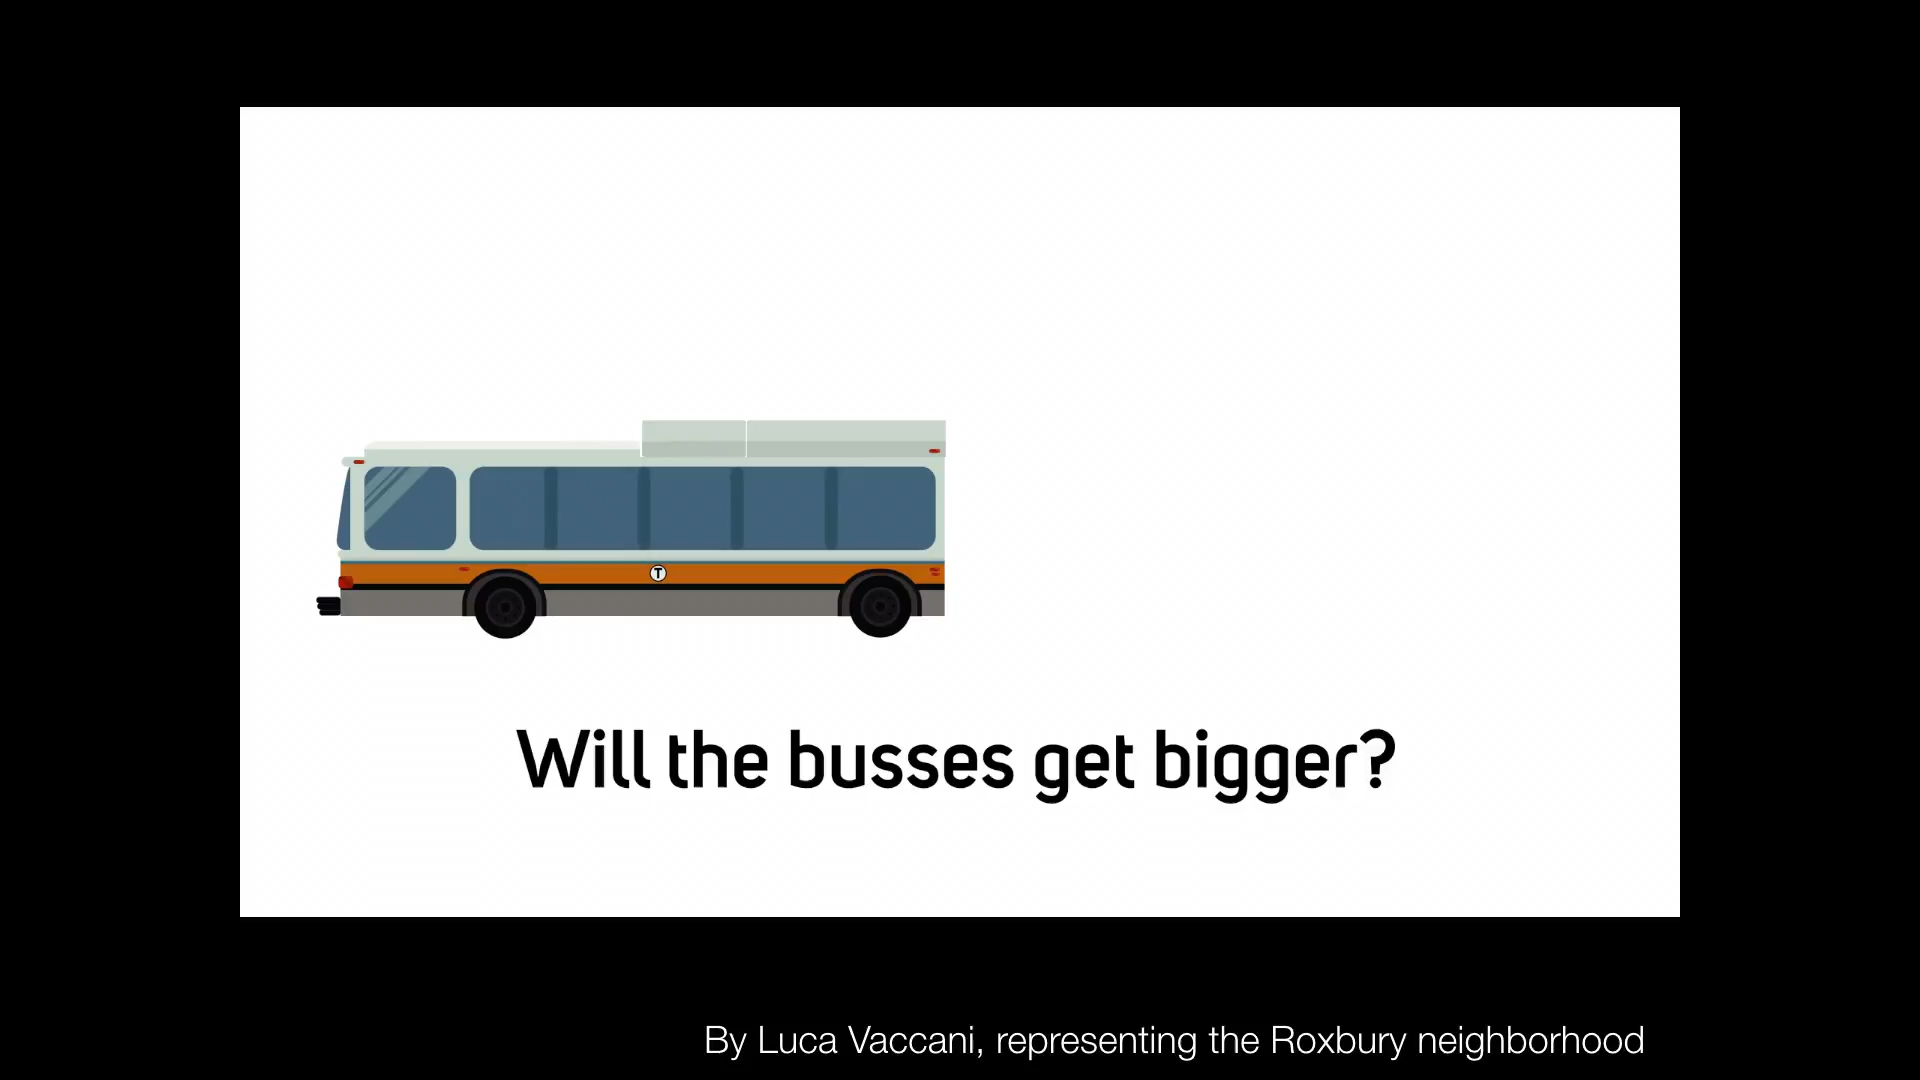 T
Will the busses get bigger?
By Luca Vaccani, representing the Roxbury neighborhood